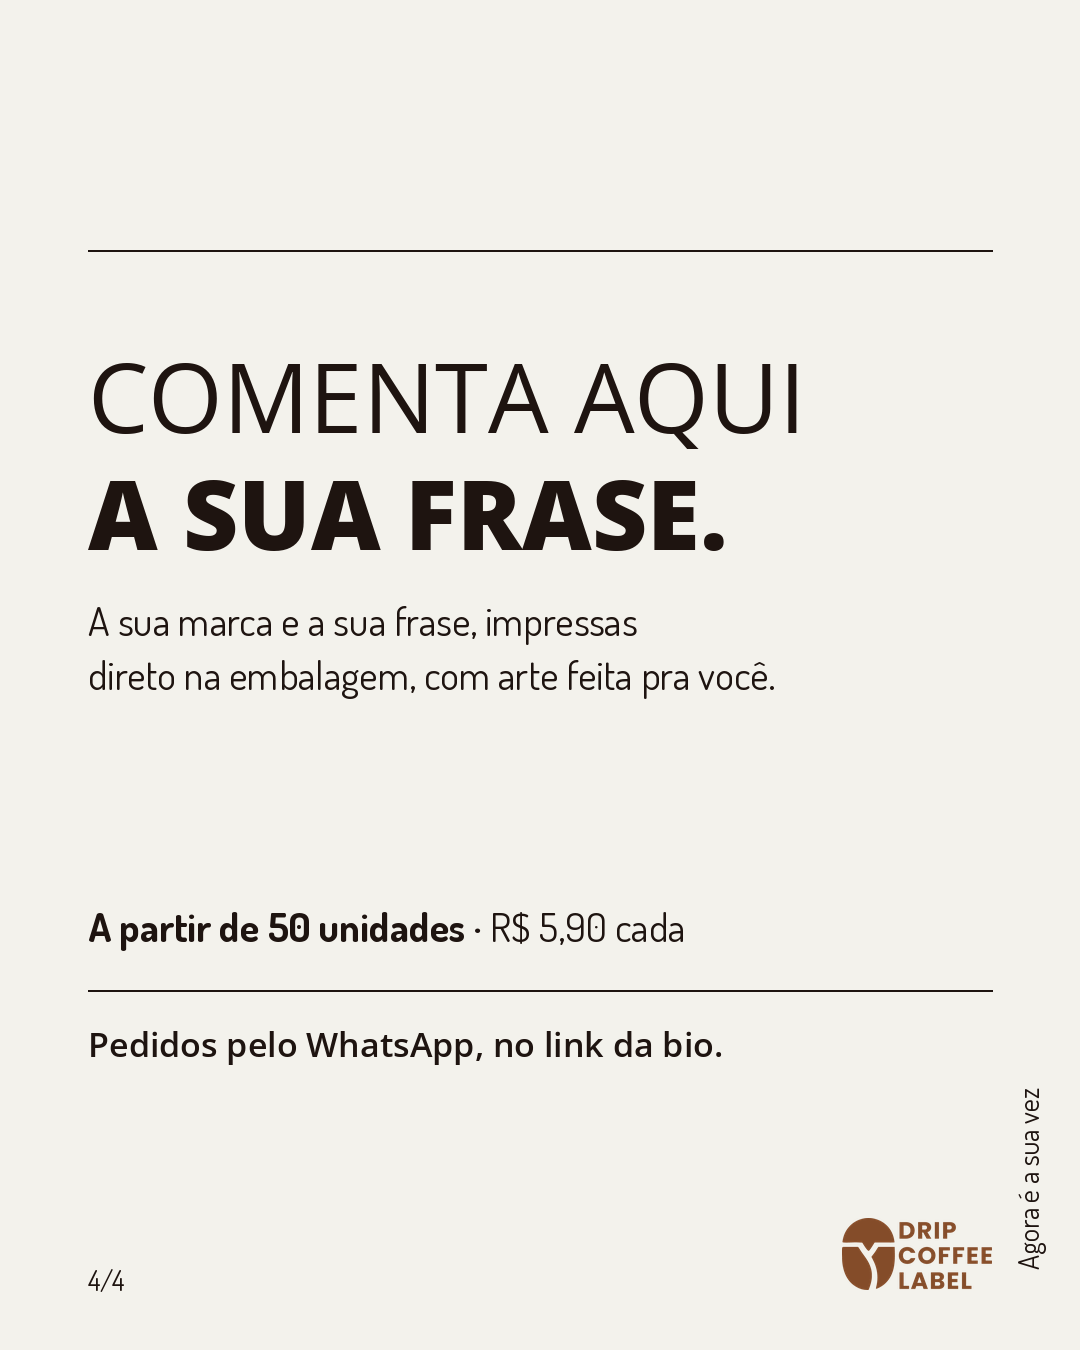 COMENTA AQUI
A SUA FRASE.
A sua marca e a sua frase, impressas
direto na embalagem, com arte feita pra você.
A partir de 50 unidades · R$ 5,90 cada
Pedidos pelo WhatsApp, no link da bio.
Agora é a sua vez
4/4
DRIP
COFFEE
LABEL